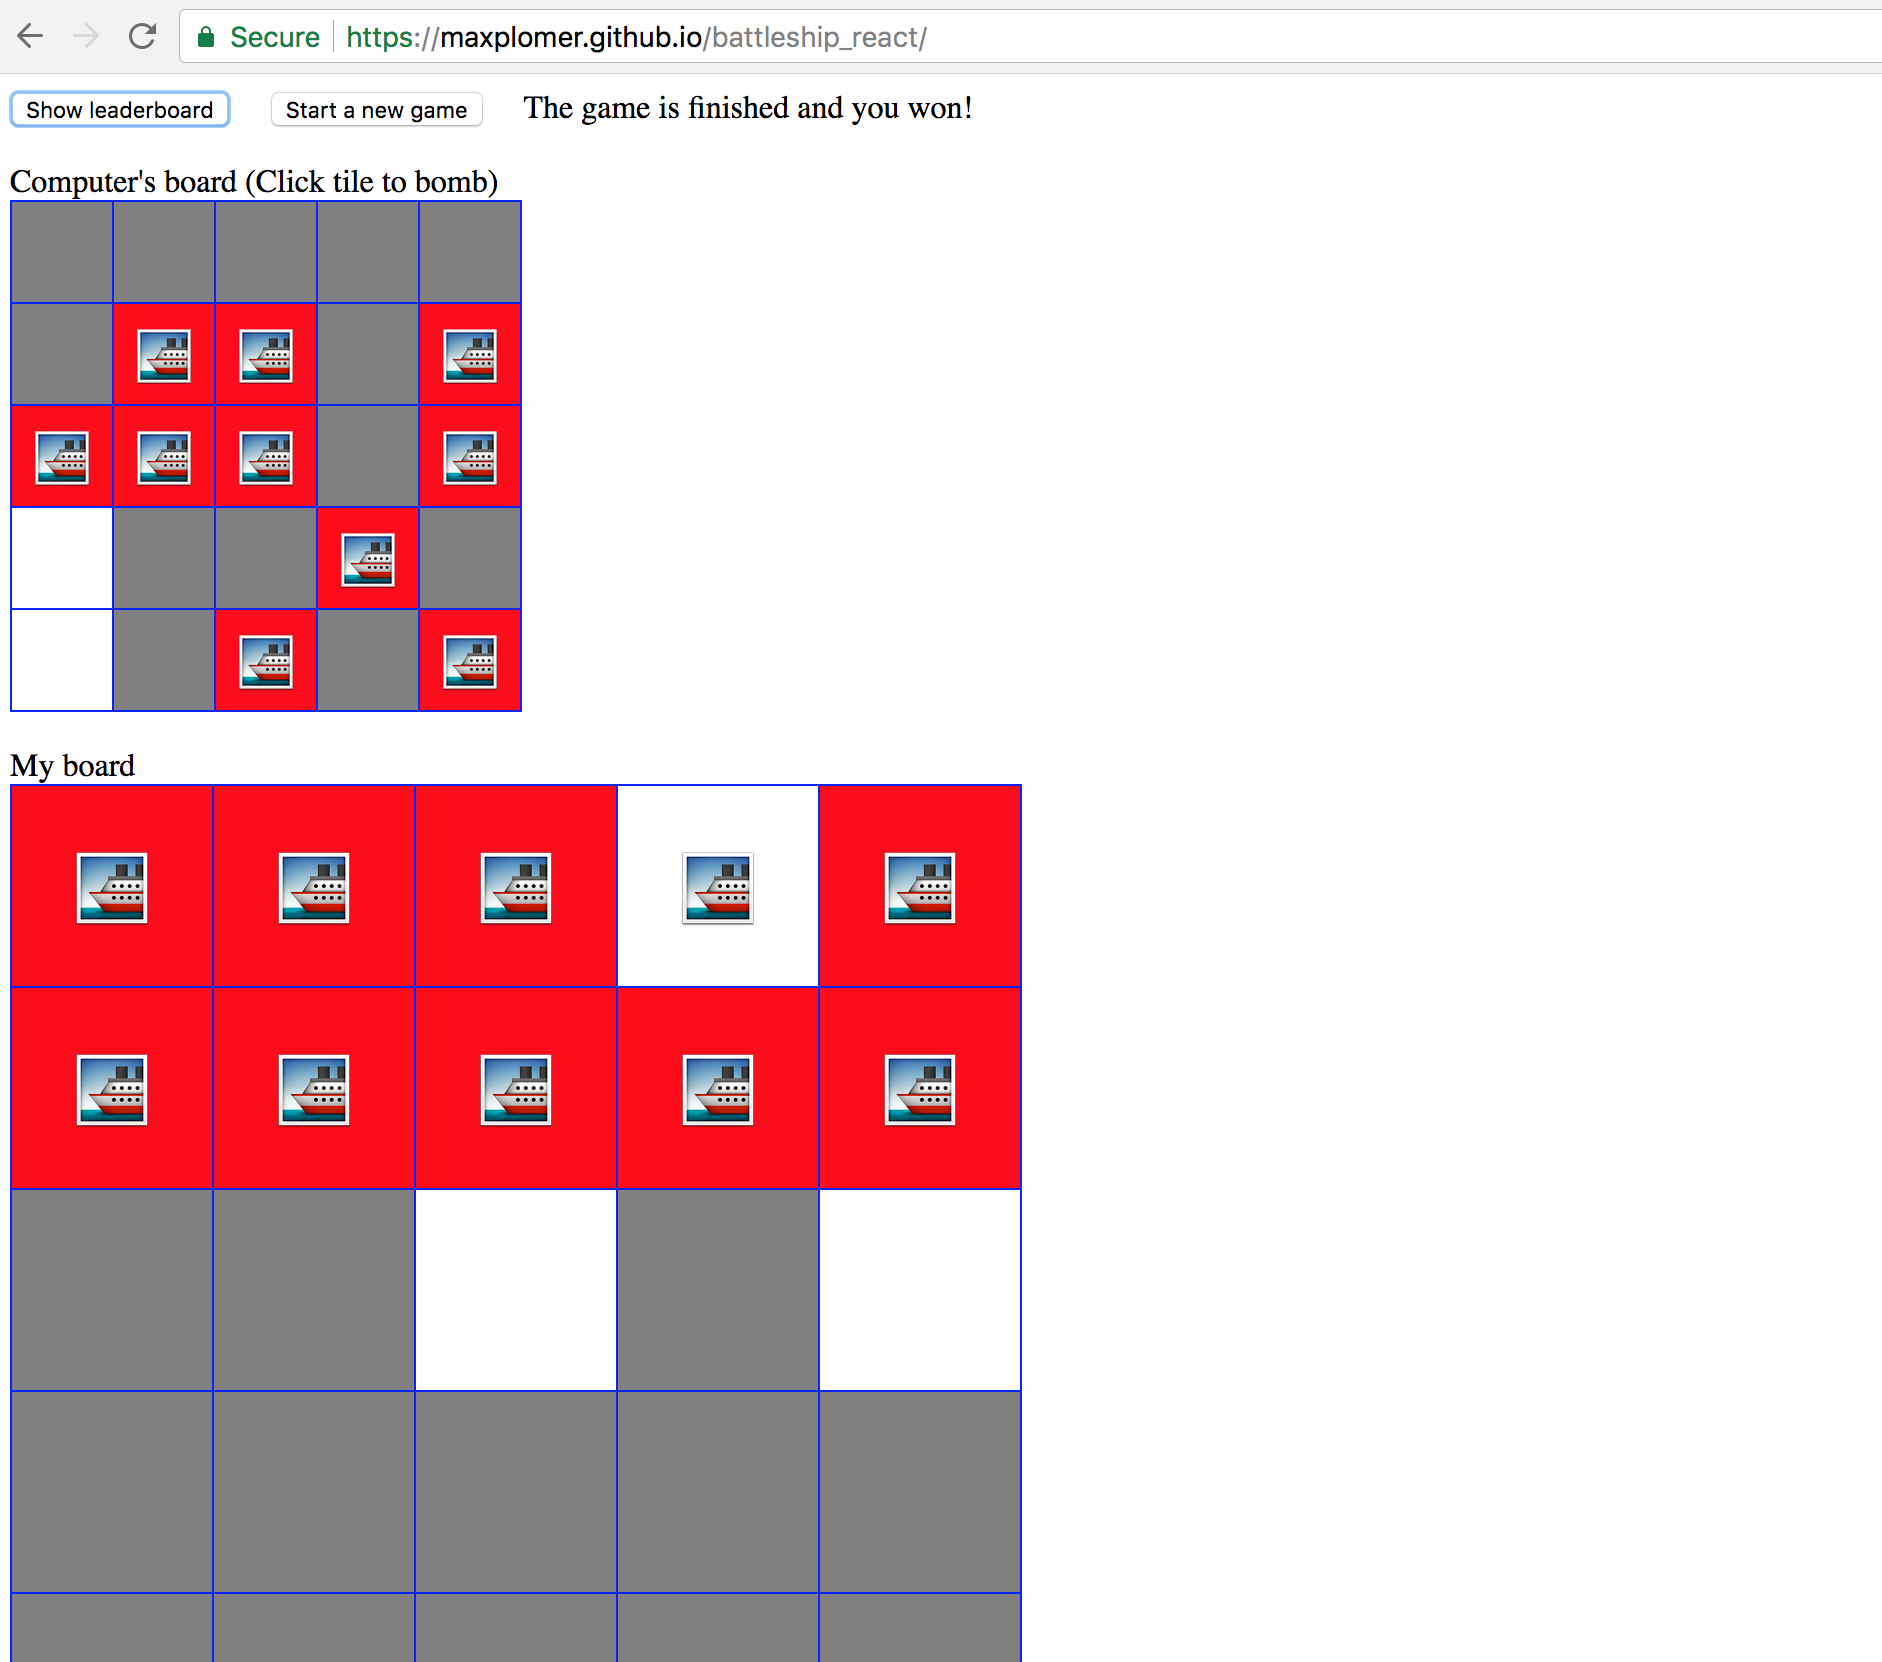 Secure https://maxplomer.github.io/battleship_react/
Show leaderboard Start a new game The game is finished and you won!
Computer's board (Click tile to bomb)
My board